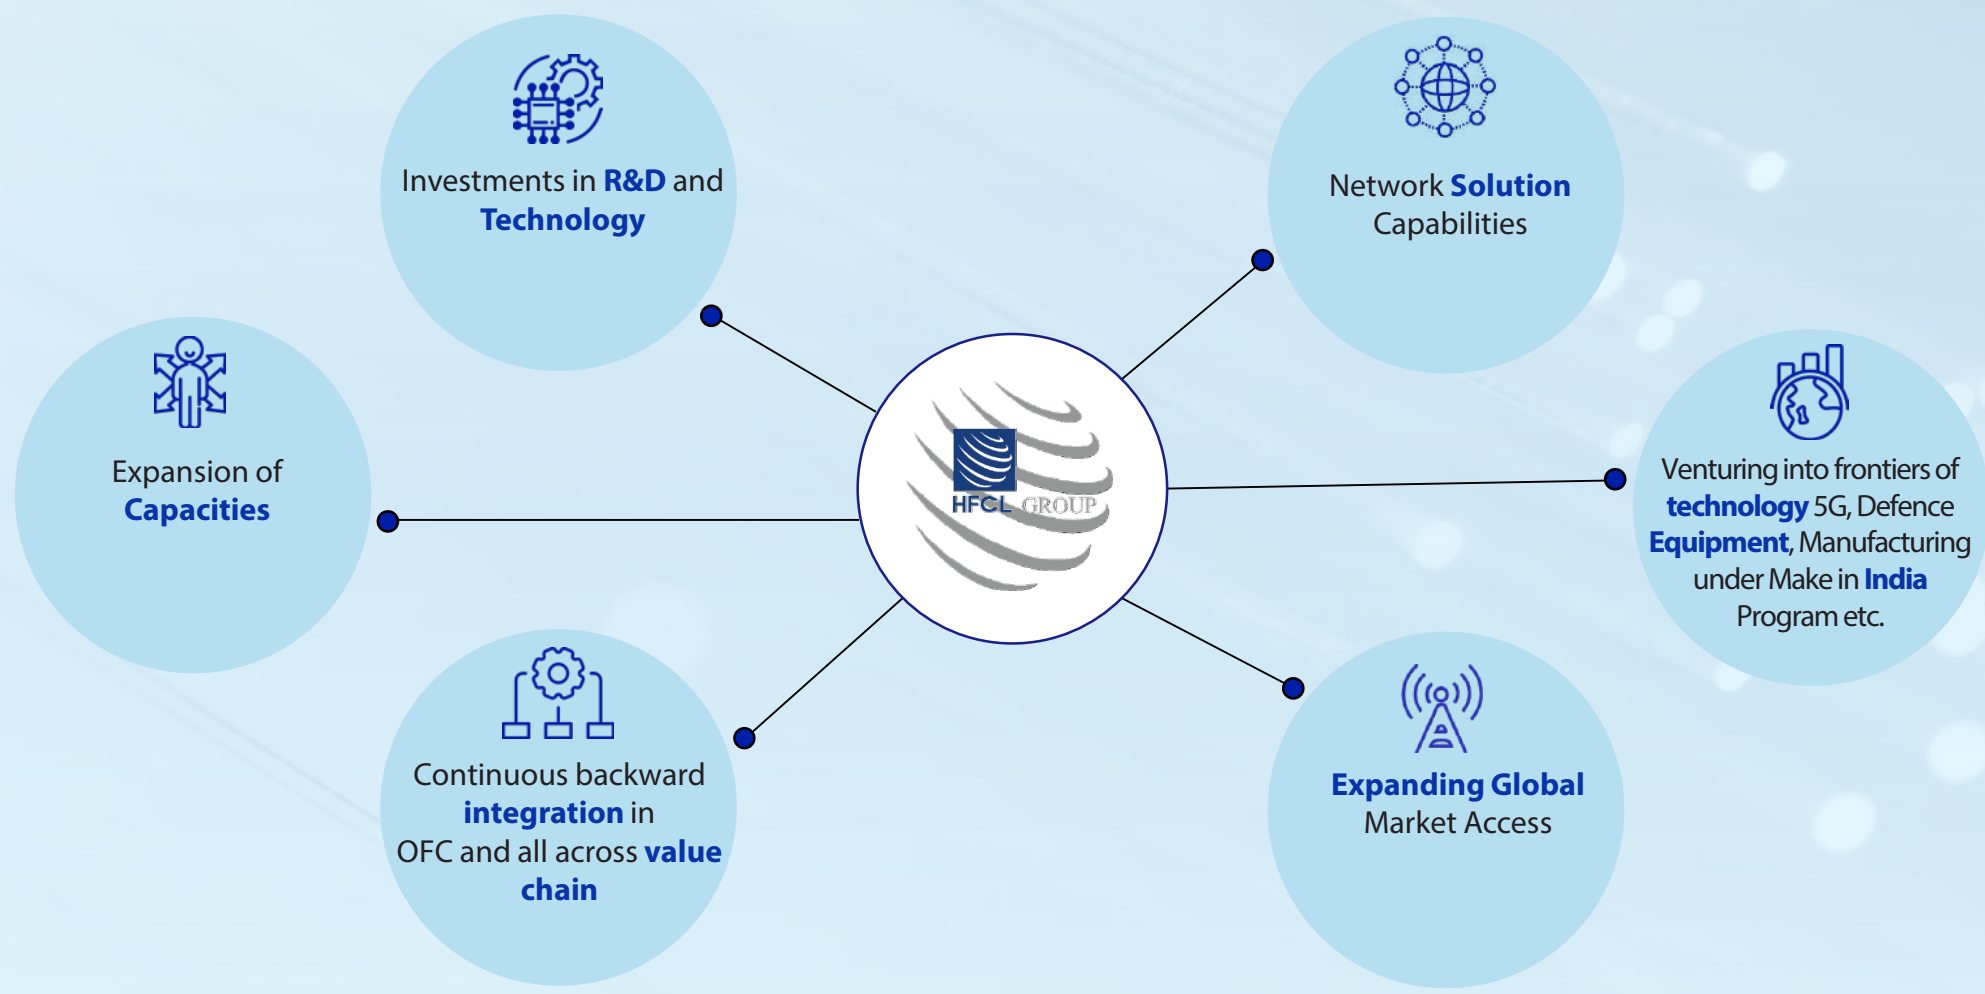 Investments in R&D and
Technology
Network Solution
Capabilities
Expansion of
Capacities
HFCL GROUP
Venturing into frontiers of
technology 5G, Defence
Equipment, Manufacturing
under Make in India
Program etc.
Continuous backward
integration in
OFC and all across value
chain
Expanding Global
Market Access